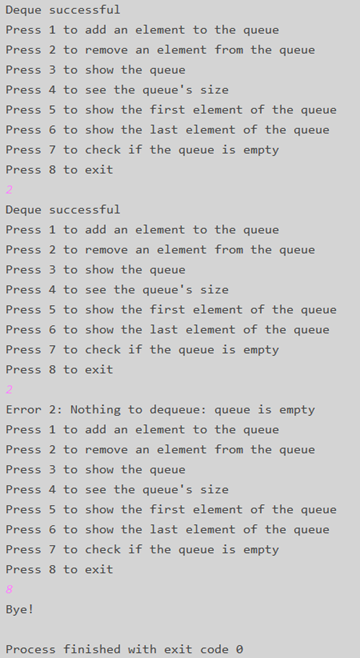 Deque successful
Press 1 to add an element to the queue
Press 2 to remove an element from the queue
Press 3 to show the queue
Press 4 to see the queue's size
Press 5 to show the first element of the queue
Press 6 to show the last element of the queue
Press 7 to check if the queue is empty
Press 8 to exit
2
Deque successful
Press 1 to add an element to the queue
Press 2 to remove an element from the queue
Press 3 to show the queue
Press 4 to see the queue's size
Press 5 to show the first element of the queue
Press 6 to show the last element of the queue
Press 7 to check if the queue is empty
Press 8 to exit
2
Error 2: Nothing to dequeue: queue is empty
Press 1 to add an element to the queue
Press 2 to remove an element from the queue
Press 3 to show the queue
Press 4 to see the queue's size
Press 5 to show the first element of the queue
Press 6 to show the last element of the queue
Press 7 to check if the queue is empty
Press 8 to exit
8
Bye!
Process finished with exit code 0